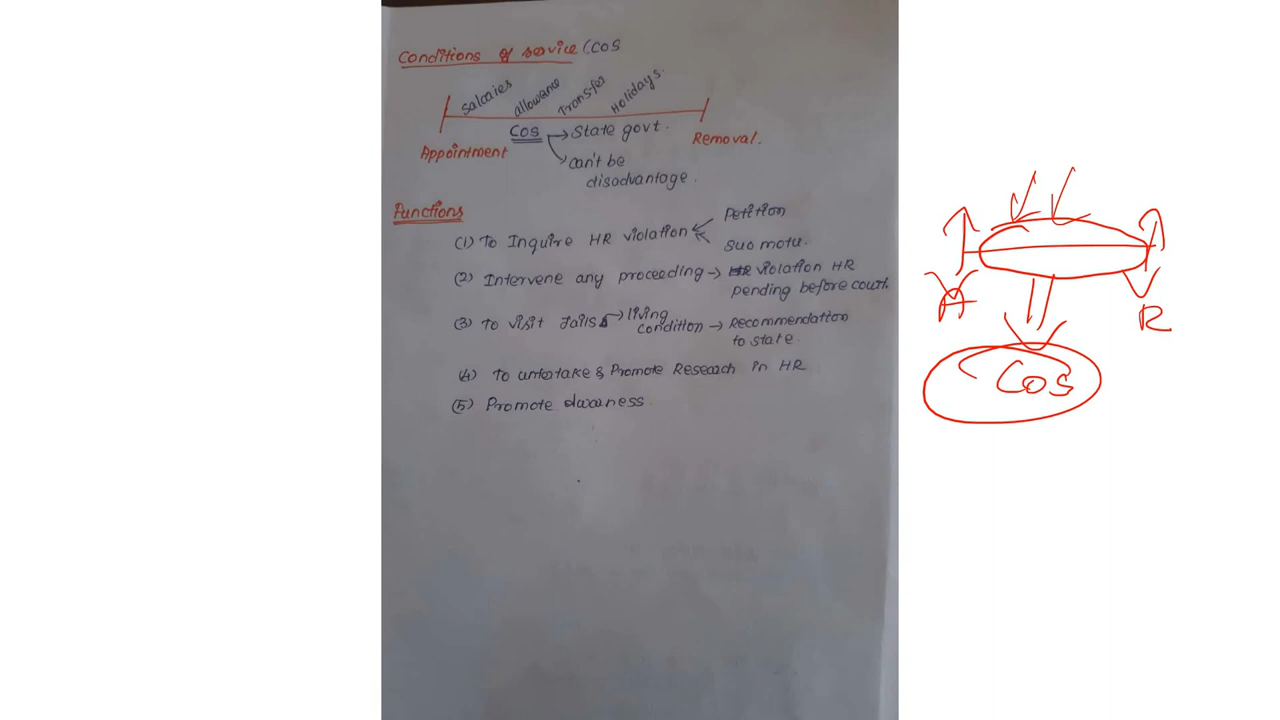 Conditions of service (COS
Salaries allowance Transfer Holidays.
COS → State govt.
Appointment
Removal.
can't be
disadvantage.
Functions
(1) To Inquire HR violation
Petition
Suo motu.
(2) Intervene any proceeding → violation HR
pending before court.
(3) To visit Jails → living
condition → Recommendation
to state.
(4) To undertake & Promote Research in HR
(5) Promote
A
R
COS